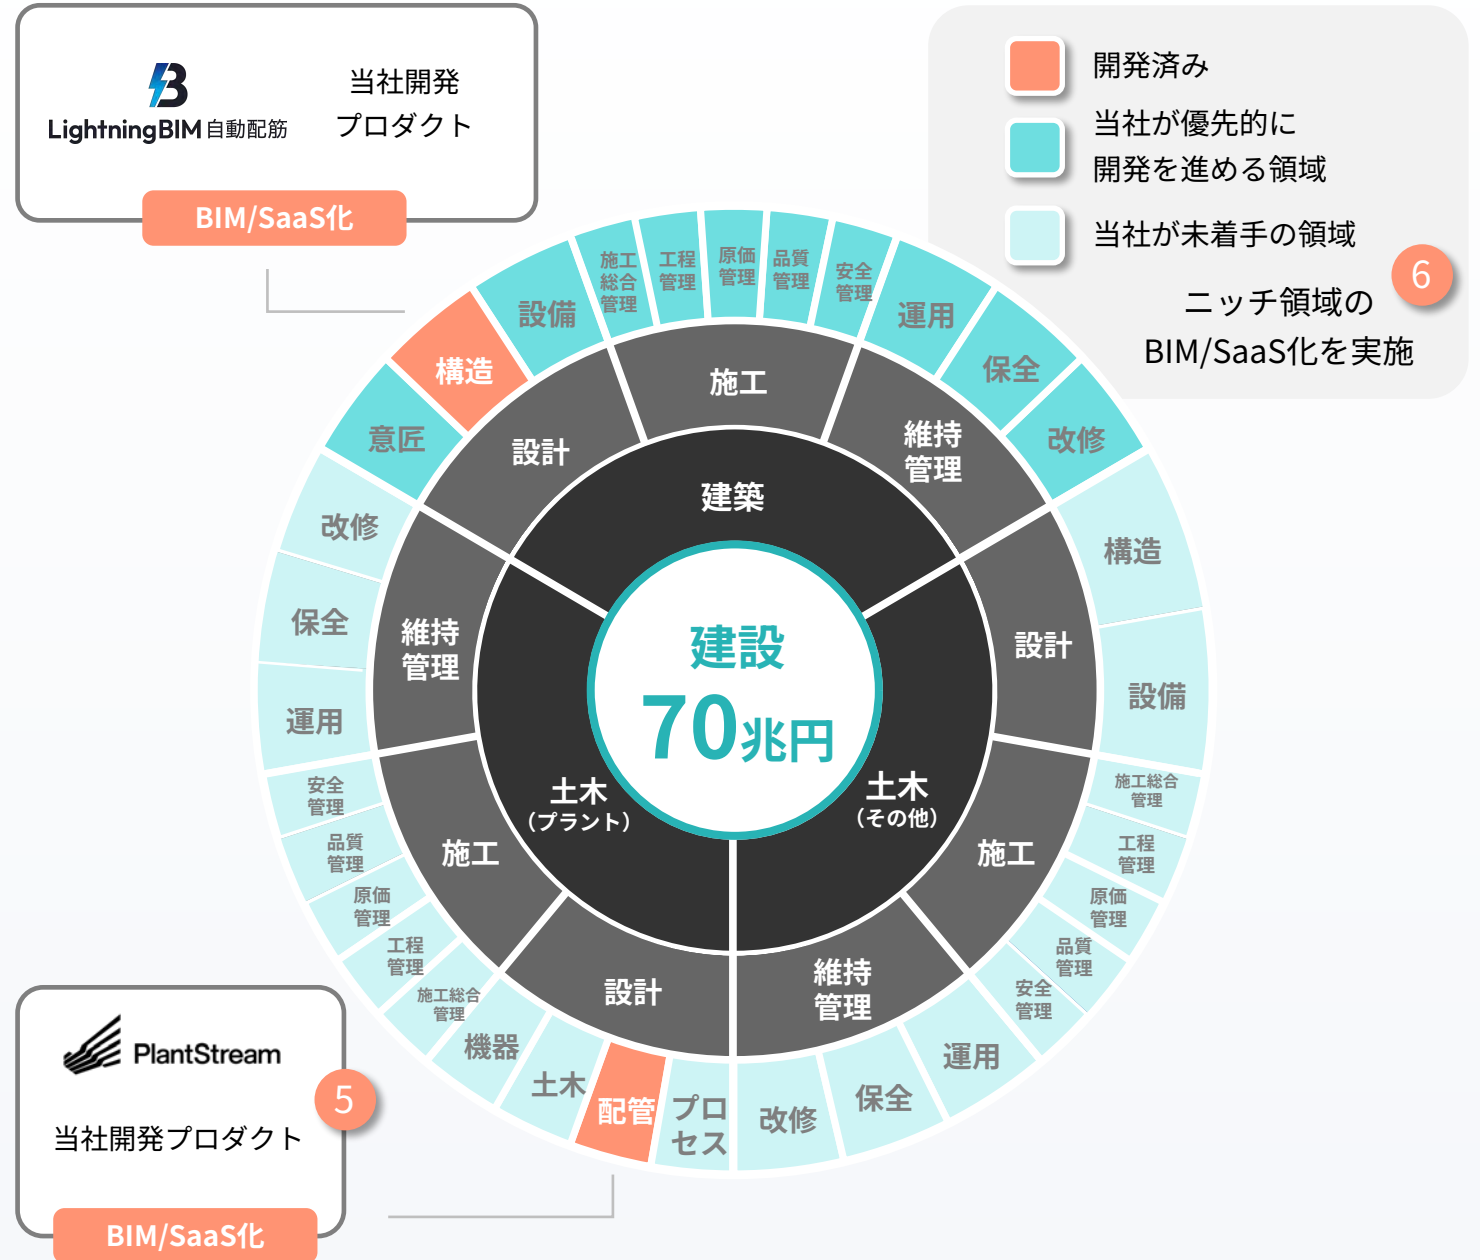 LightningBIM 自動配筋
当社開発
プロダクト
BIM/SaaS化
開発済み
当社が優先的に
開発を進める領域
当社が未着手の領域
6
ニッチ領域の
BIM/SaaS化を実施
建設
70兆円
建築
設計
施工
維持
管理
意匠
構造
設備
施工
総合
管理
工程
管理
原価
管理
品質
管理
安全
管理
運用
保全
改修
土木
（その他）
設計
施工
維持
管理
構造
設備
施工総合
管理
工程
管理
原価
管理
品質
管理
安全
管理
運用
保全
改修
土木
（プラント）
設計
施工
維持
管理
プロ
セス
配管
土木
機器
施工総合
管理
工程
管理
原価
管理
品質
管理
安全
管理
運用
保全
改修
PlantStream
5
当社開発プロダクト
BIM/SaaS化